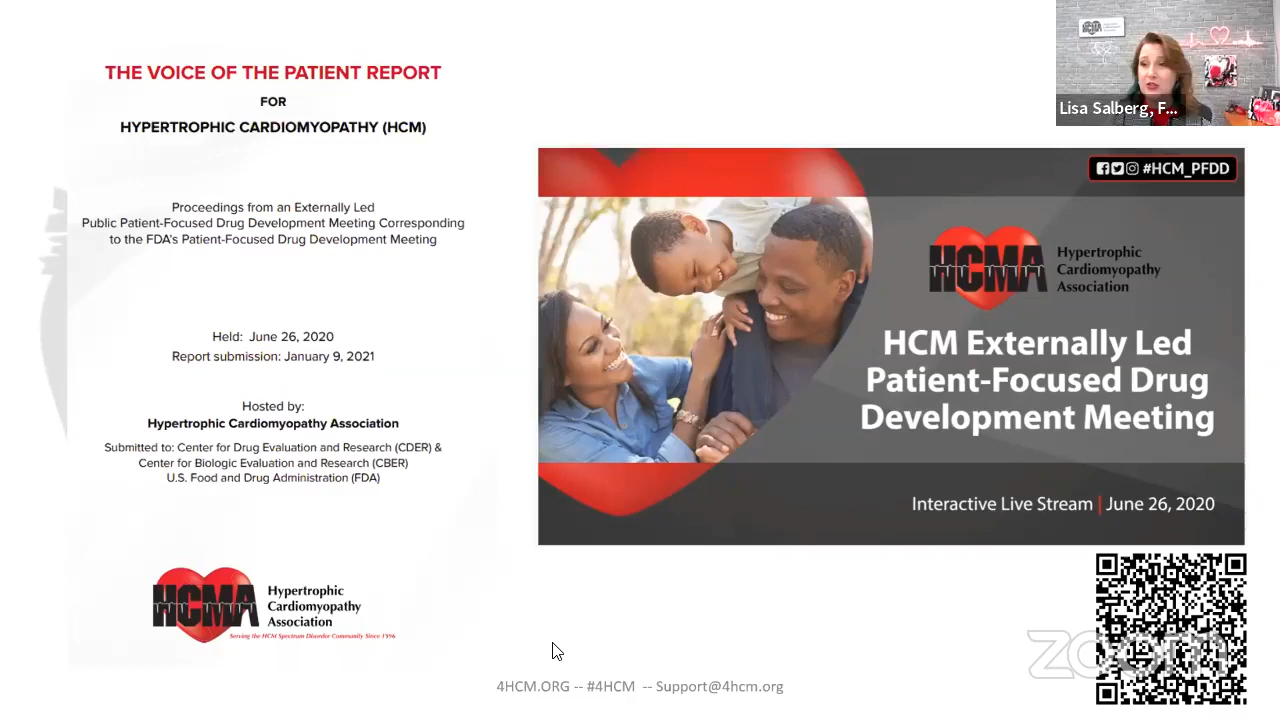 THE VOICE OF THE PATIENT REPORT
FOR
HYPERTROPHIC CARDIOMYOPATHY (HCM)
Proceedings from an Externally Led
Public Patient-Focused Drug Development Meeting Corresponding
to the FDA's Patient-Focused Drug Development Meeting
Held: June 26, 2020
Report submission: January 9, 2021
Hosted by:
Hypertrophic Cardiomyopathy Association
Submitted to: Center for Drug Evaluation and Research (CDER) &
Center for Biologic Evaluation and Research (CBER)
U.S. Food and Drug Administration (FDA)
HCMA
Hypertrophic
Cardiomyopathy
Association
Serving the HCM Spectrum Disorder Community Since 1996
Lisa Salberg, F...
#HCM_PFDD
HCMA
Hypertrophic
Cardiomyopathy
Association
HCM Externally Led
Patient-Focused Drug
Development Meeting
Interactive Live Stream | June 26, 2020
zoom
4HCM.ORG -- #4HCM -- Support@4hcm.org